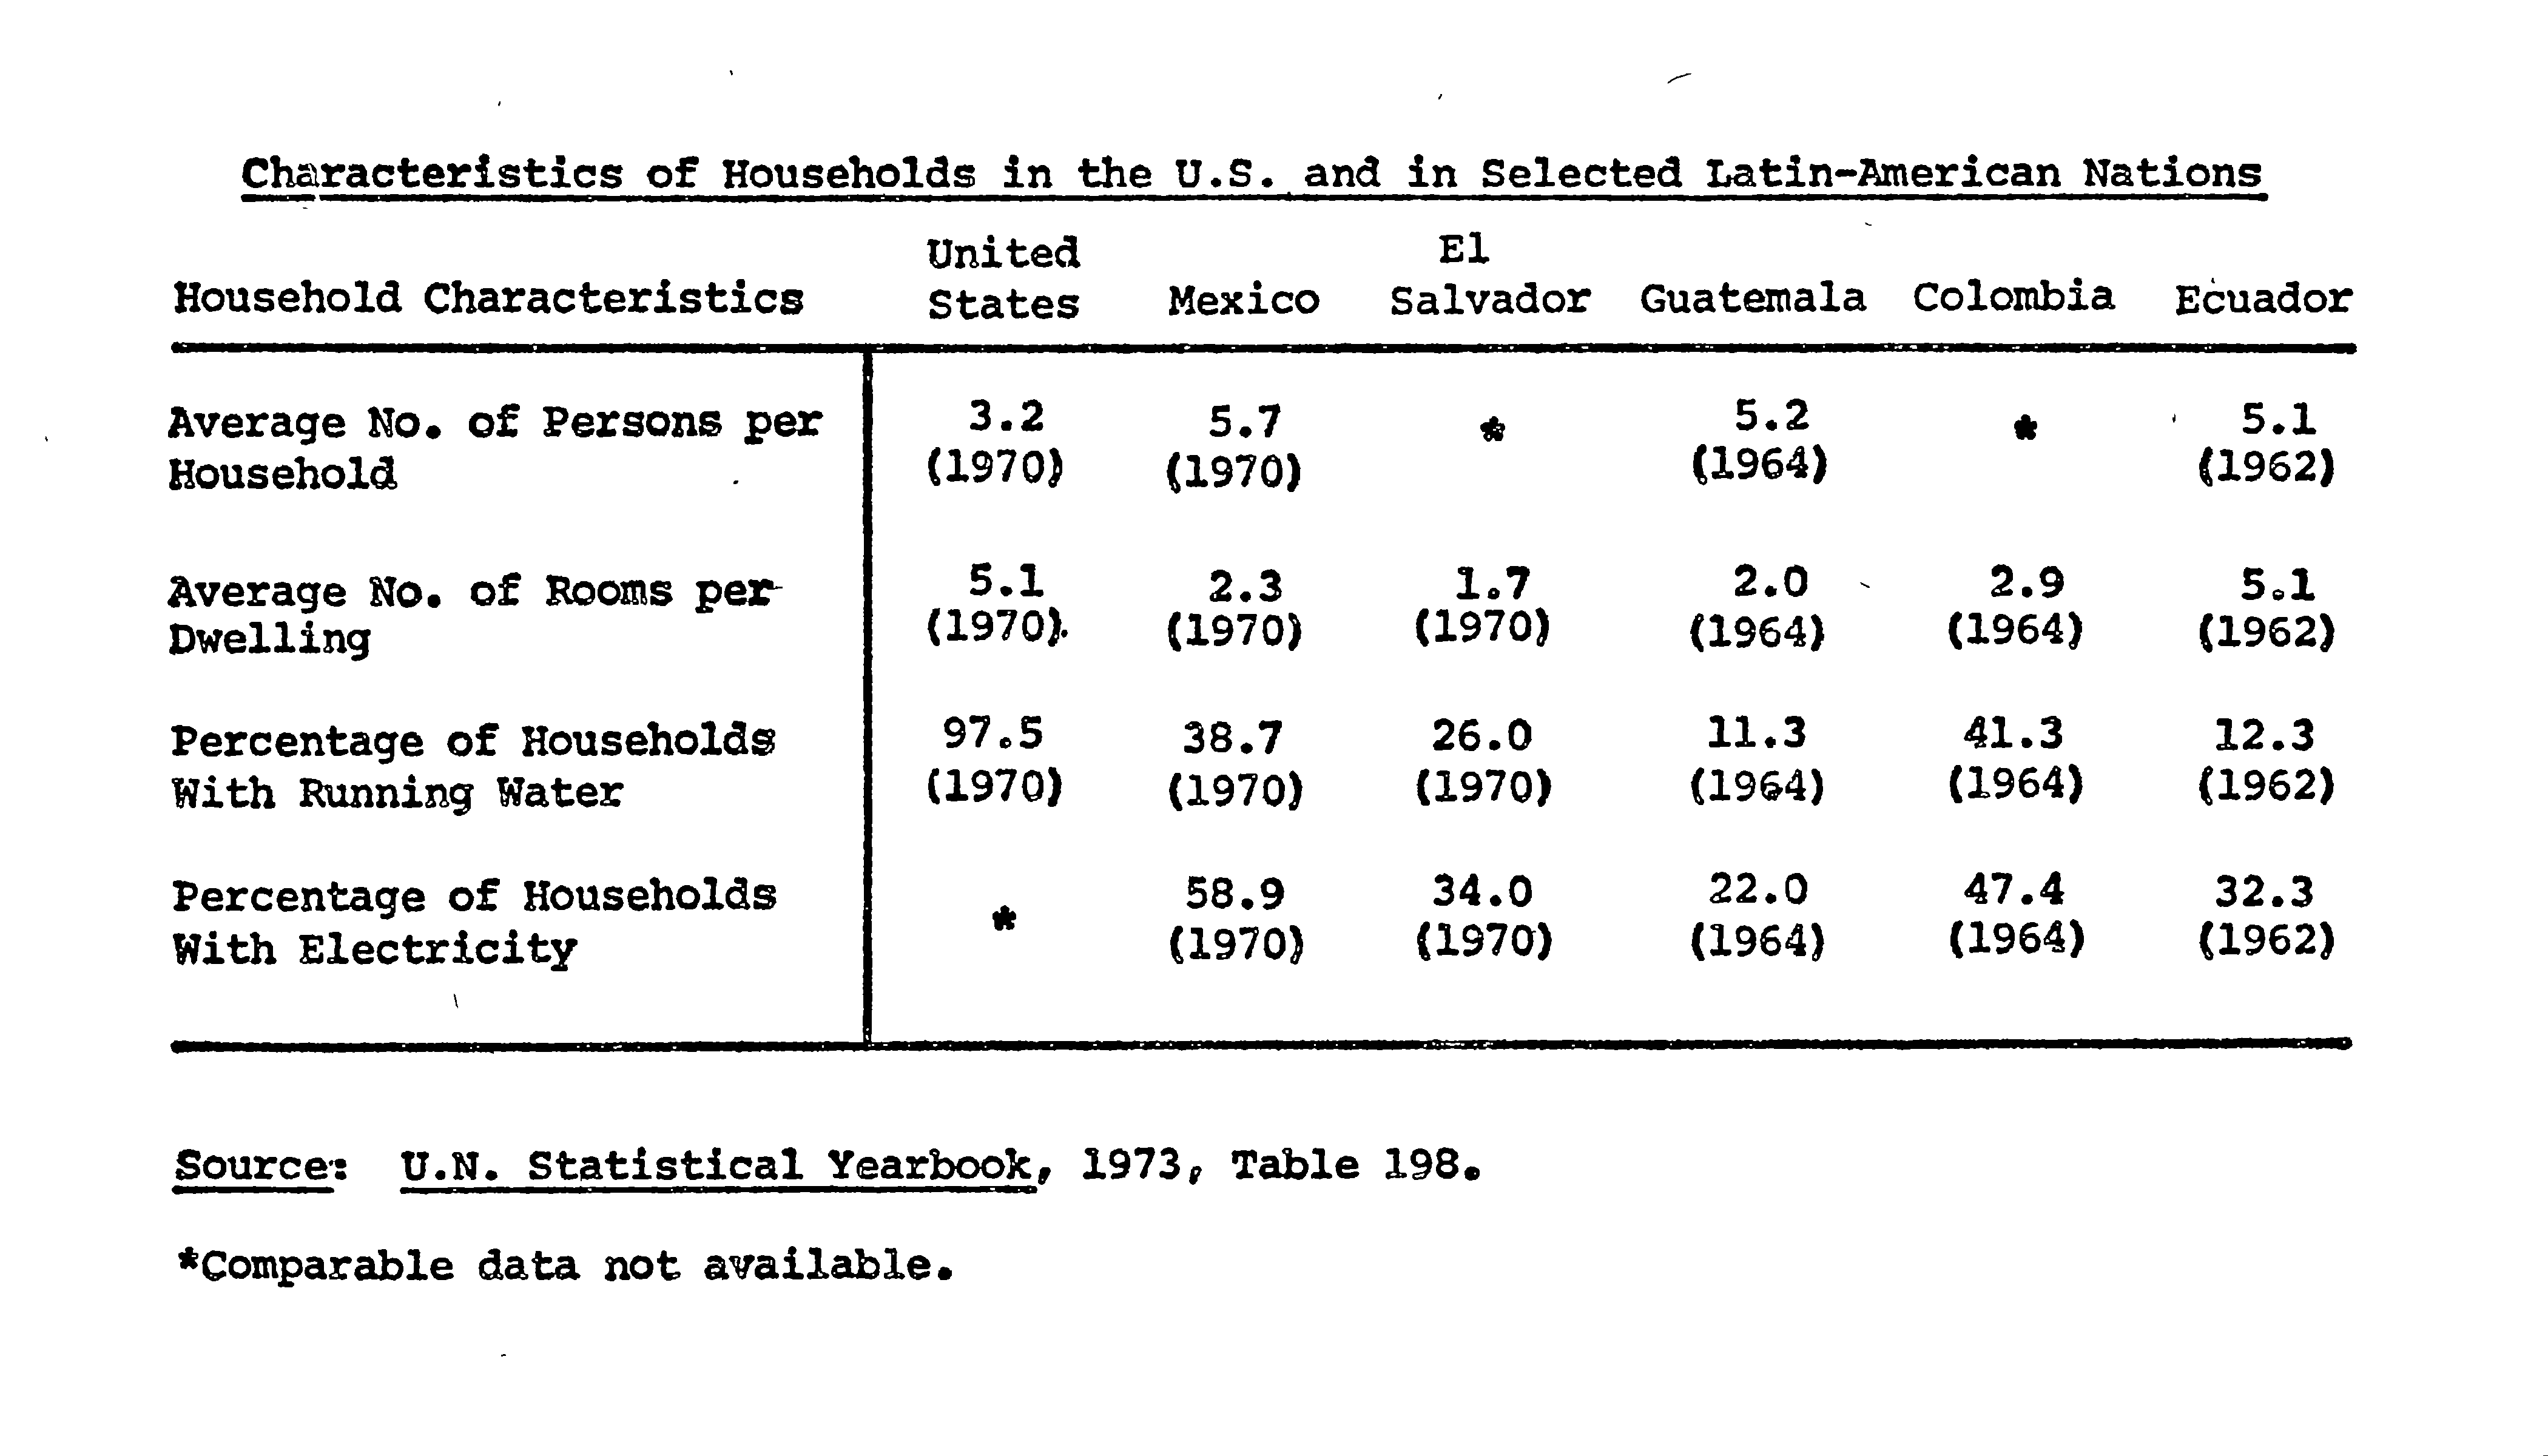 Characteristics of Households in the U.S. and in Selected Latin-American Nations
Household Characteristics United States Mexico El Salvador Guatemala Colombia Ecuador
Average No. of Persons per Household 3.2 5.7 * 5.2 * 5.1
(1970) (1970) (1964) (1962)
Average No. of Rooms per Dwelling 5.1 2.3 1.7 2.0 2.9 5.1
(1970) (1970) (1970) (1964) (1964) (1962)
Percentage of Households With Running Water 97.5 38.7 26.0 11.3 41.3 12.3
(1970) (1970) (1970) (1964) (1964) (1962)
Percentage of Households With Electricity * 58.9 34.0 22.0 47.4 32.3
(1970) (1970) (1964) (1964) (1962)
Source: U.N. Statistical Yearbook, 1973, Table 198.
*Comparable data not available.